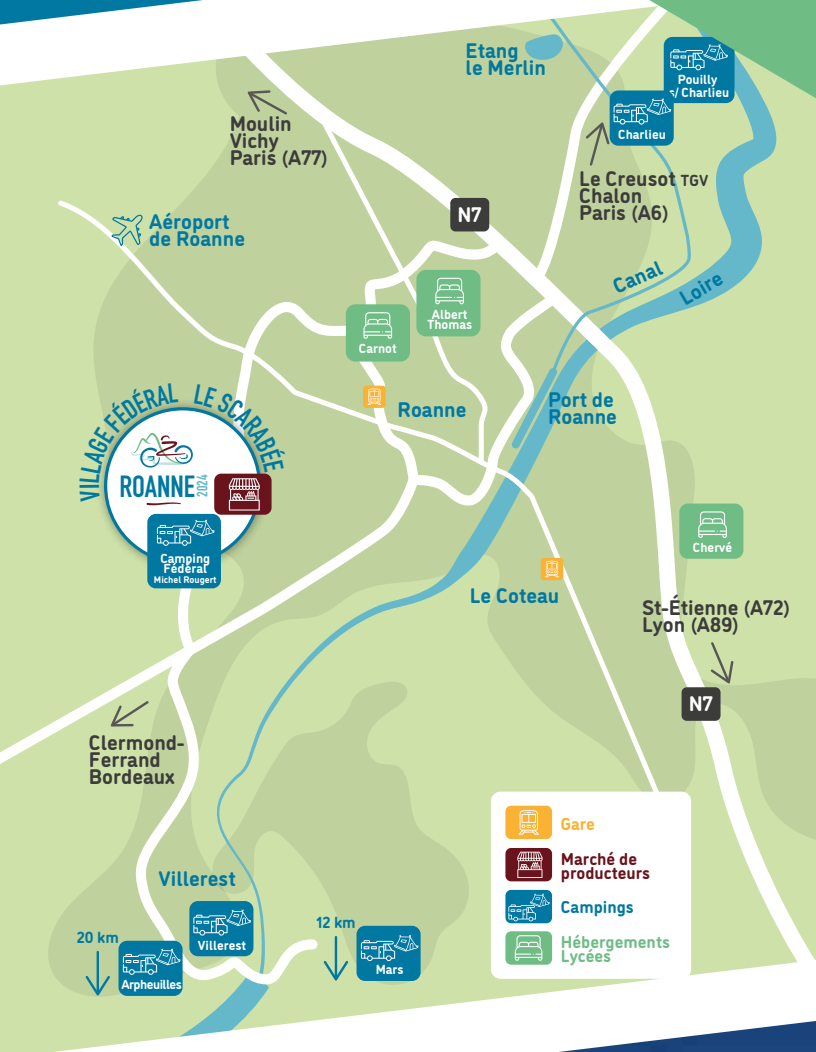 Etang
le Merlin
Pouilly
s/ Charlieu
Charlieu
Moulin
Vichy
Paris (A77)
Le Creusot TGV
Chalon
Paris (A6)
N7
Aéroport
de Roanne
Canal
Loire
Albert
Thomas
Carnot
Roanne
Port de
Roanne
VILLAGE FÉDÉRAL LE SCARABÉE
ROANNE 2024
Camping
Fédéral
Michel Rougert
Chervé
Le Coteau
St-Étienne (A72)
Lyon (A89)
N7
Clermond-
Ferrand
Bordeaux
Villerest
20 km
Arpheuilles
Villerest
12 km
Mars
Gare
Marché de
producteurs
Campings
Hébergements
Lycées